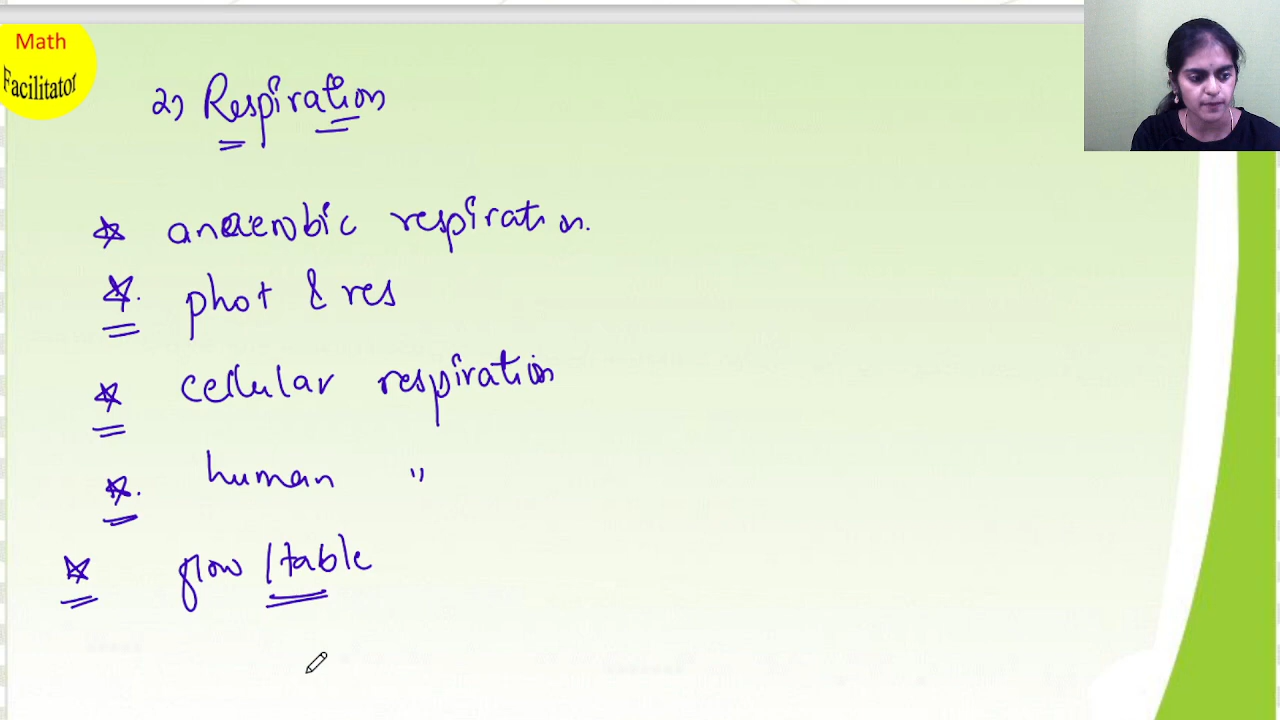 Math
Facilitator
2) Respiration
anaerobic respiration.
phot & res
cellular respiration
human "
flow / table